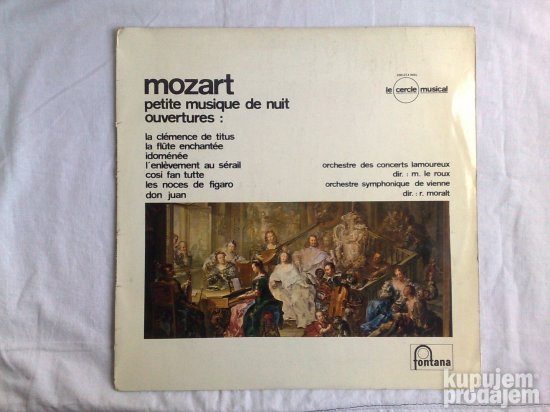 mozart
petite musique de nuit
ouvertures :
la clémence de titus
la flûte enchantée
idoménée
l'enlèvement au sérail
cosi fan tutte
les noces de figaro
don juan
le cercle musical
orchestre des concerts lamoureux
dir. : m. le roux
orchestre symphonique de vienne
dir. : r. moralt
fontana
kupujem
prodajem